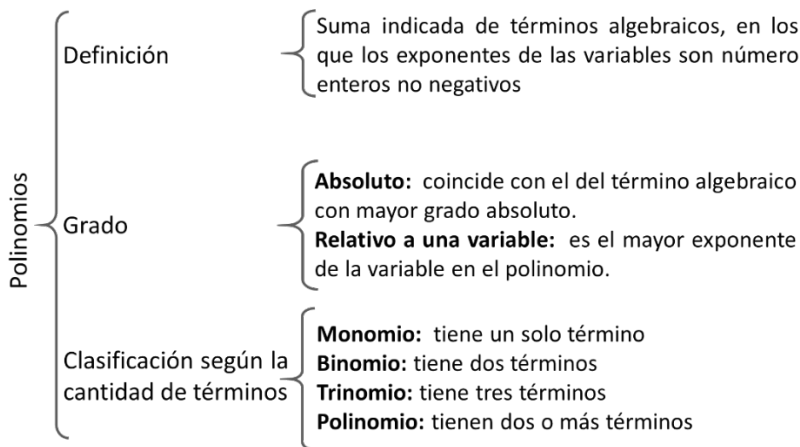 Polinomios
Definición
Suma indicada de términos algebraicos, en los
que los exponentes de las variables son número
enteros no negativos
Grado
Absoluto: coincide con el del término algebraico
con mayor grado absoluto.
Relativo a una variable: es el mayor exponente
de la variable en el polinomio.
Clasificación según la
cantidad de términos
Monomio: tiene un solo término
Binomio: tiene dos términos
Trinomio: tiene tres términos
Polinomio: tienen dos o más términos